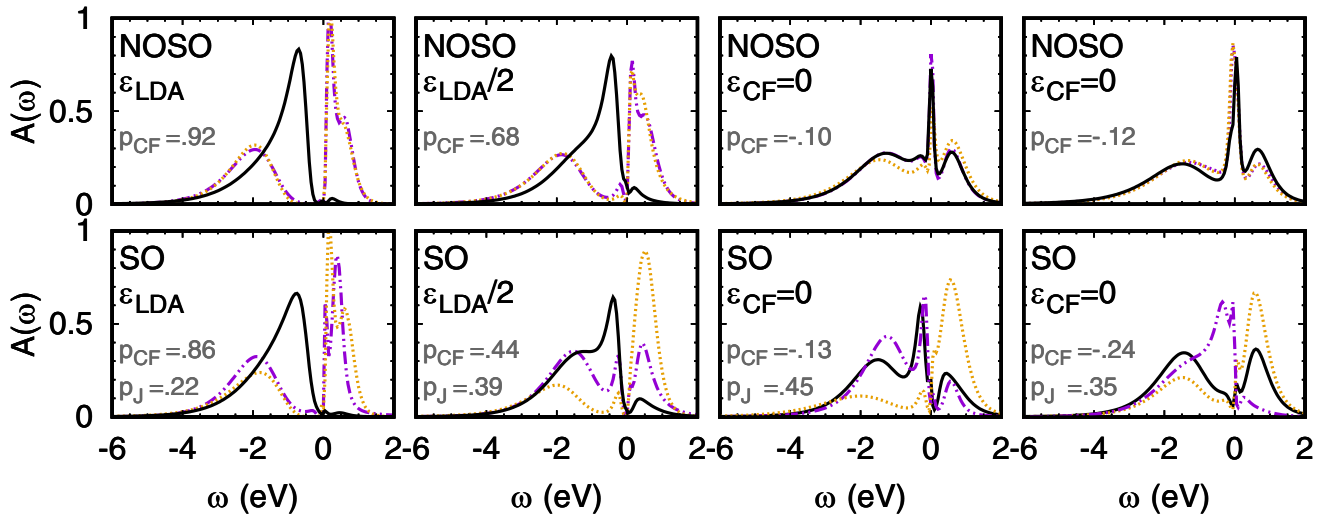 1
0.5
0
A(ω)
NOSO
εLDA
pCF=.92
NOSO
εLDA/2
pCF=.68
NOSO
εCF=0
pCF=-.10
NOSO
εCF=0
pCF=-.12
1
0.5
0
A(ω)
SO
εLDA
pCF=.86
pJ =.22
SO
εLDA/2
pCF=.44
pJ =.39
SO
εCF=0
pCF=-.13
pJ =.45
SO
εCF=0
pCF=-.24
pJ =.35
-6 -4 -2 0 2
-6 -4 -2 0 2
-6 -4 -2 0 2
-6 -4 -2 0 2
ω (eV)
ω (eV)
ω (eV)
ω (eV)